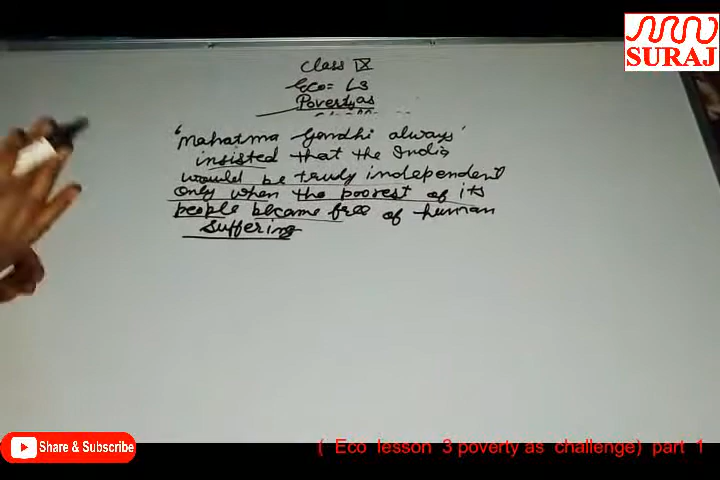 SURAJ
Class IX
Eco= L3
Poverty as
"Mahatma Gandhi always
insisted that the India
would be truly independent
only when the poorest of its
people became free of human
suffering
Share & Subscribe
( Eco lesson 3 poverty as challenge) part 1